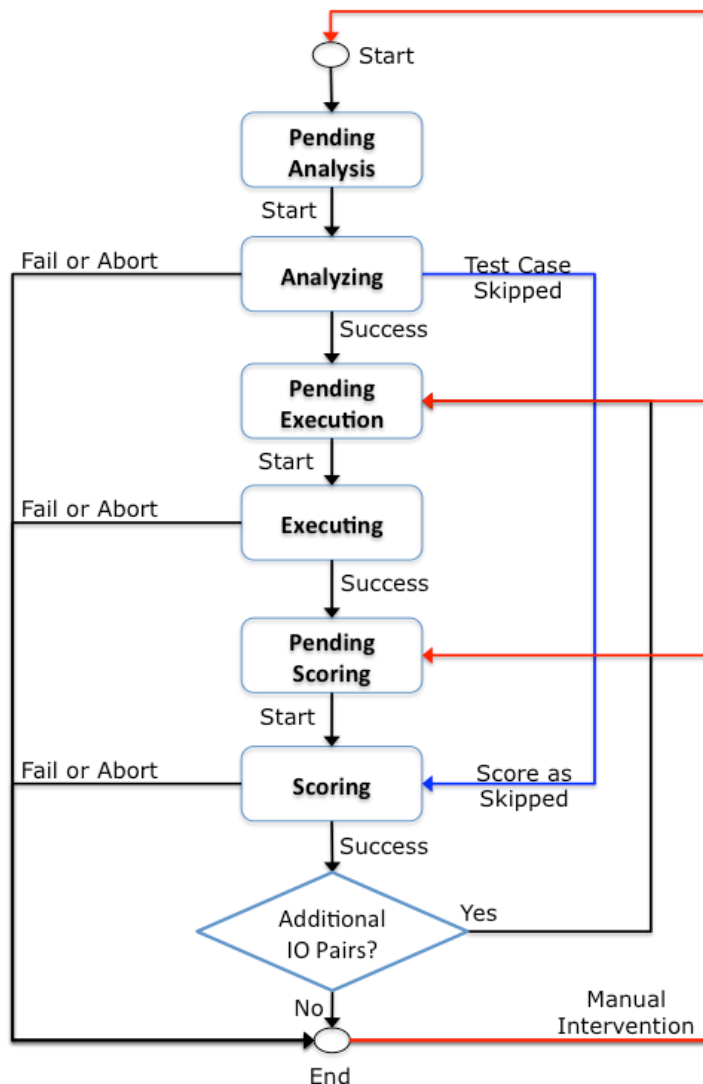 Start
Pending
Analysis
Start
Fail or Abort
Analyzing
Test Case
Skipped
Success
Pending
Execution
Start
Fail or Abort
Executing
Success
Pending
Scoring
Start
Fail or Abort
Scoring
Score as
Skipped
Success
Additional
IO Pairs?
Yes
No
Manual
Intervention
End